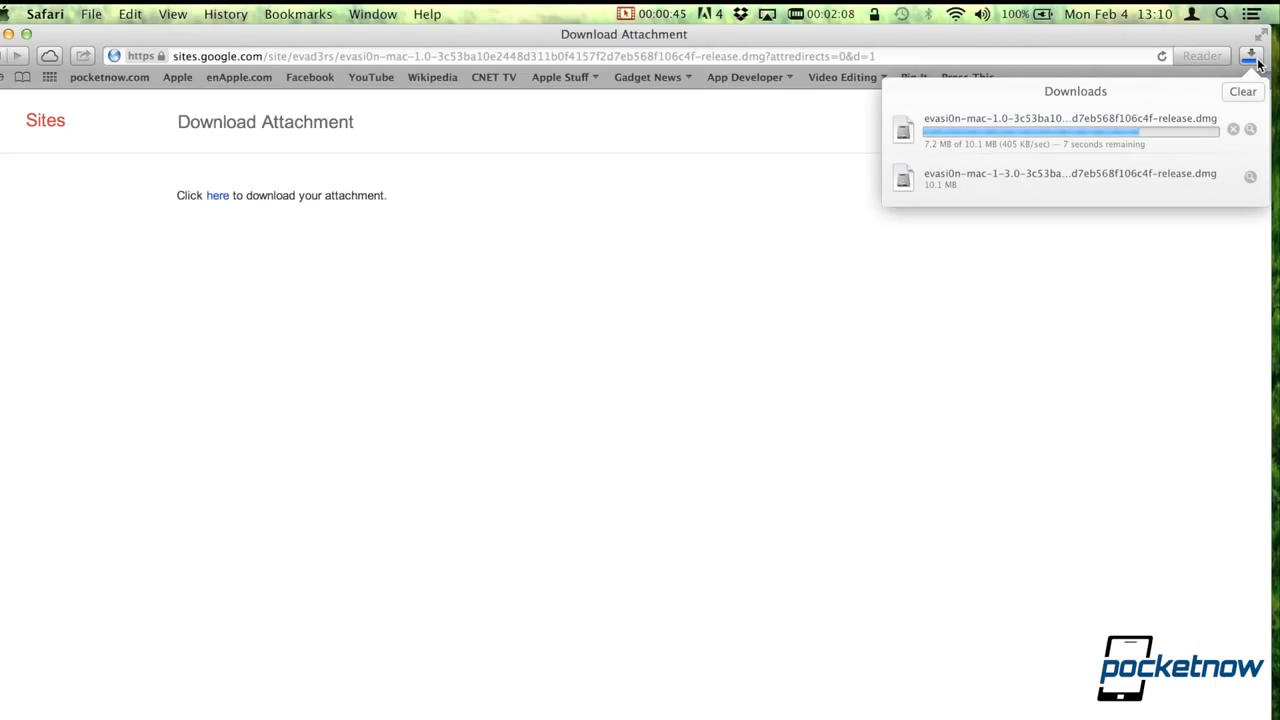 Safari File Edit View History Bookmarks Window Help 00:00:45 4 00:02:08 100% Mon Feb 4 13:10
Download Attachment
https sites.google.com/site/evad3rs/evasi0n-mac-1.0-3c53ba10e2448d311b0f4157f2d7eb568f106c4f-release.dmg?attredirects=0&d=1 Reader
pocketnow.com Apple enApple.com Facebook YouTube Wikipedia CNET TV Apple Stuff Gadget News App Developer Video Editing Pin It Press This
Downloads Clear
evasi0n-mac-1.0-3c53ba10...d7eb568f106c4f-release.dmg
7.2 MB of 10.1 MB (405 KB/sec) — 7 seconds remaining
evasi0n-mac-1-3.0-3c53ba...d7eb568f106c4f-release.dmg
10.1 MB
Sites Download Attachment
Click here to download your attachment.
pocketnow